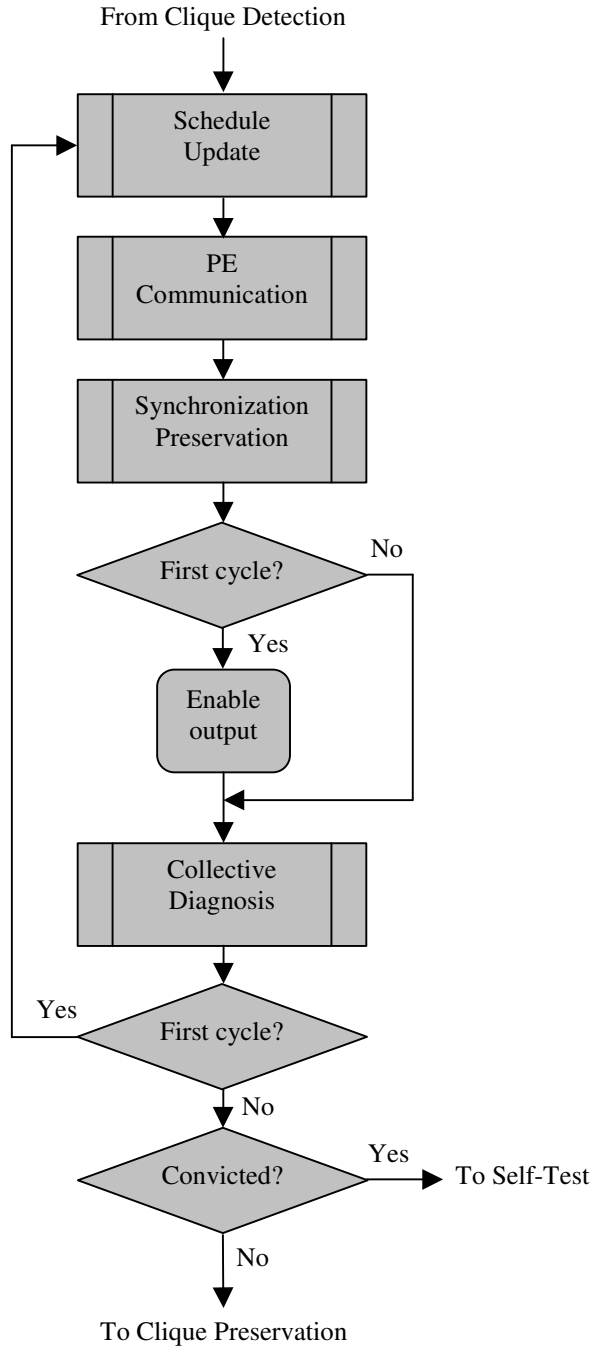 From Clique Detection
Schedule
Update
PE
Communication
Synchronization
Preservation
First cycle?
No
Yes
Enable
output
Collective
Diagnosis
First cycle?
Yes
No
Convicted?
Yes
To Self-Test
No
To Clique Preservation